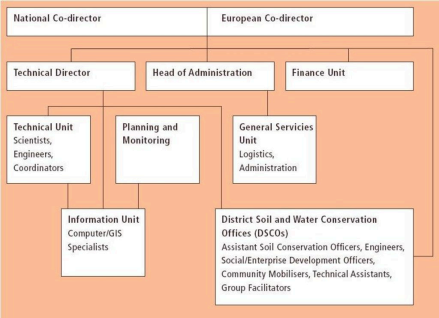 National Co-director
European Co-director
Technical Director
Head of Administration
Finance Unit
Technical Unit
Scientists,
Engineers,
Coordinators
Planning and
Monitoring
General Servicies
Unit
Logistics,
Administration
Information Unit
Computer/GIS
Specialists
District Soil and Water Conservation
Offices (DSCOs)
Assistant Soil Conservation Officers, Engineers,
Social/Enterprise Development Officers,
Community Mobilisers, Technical Assistants,
Group Facilitators